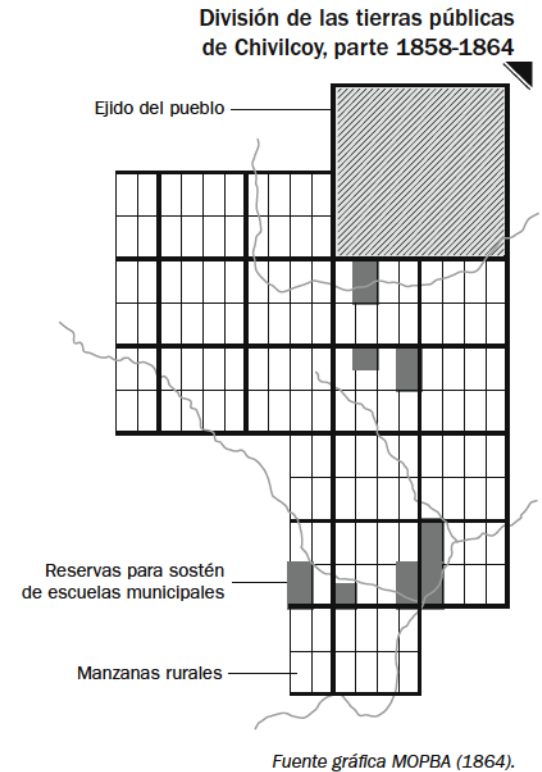 División de las tierras públicas
de Chivilcoy, parte 1858-1864
Ejido del pueblo
Reservas para sostén
de escuelas municipales
Manzanas rurales
Fuente gráfica MOPBA (1864).